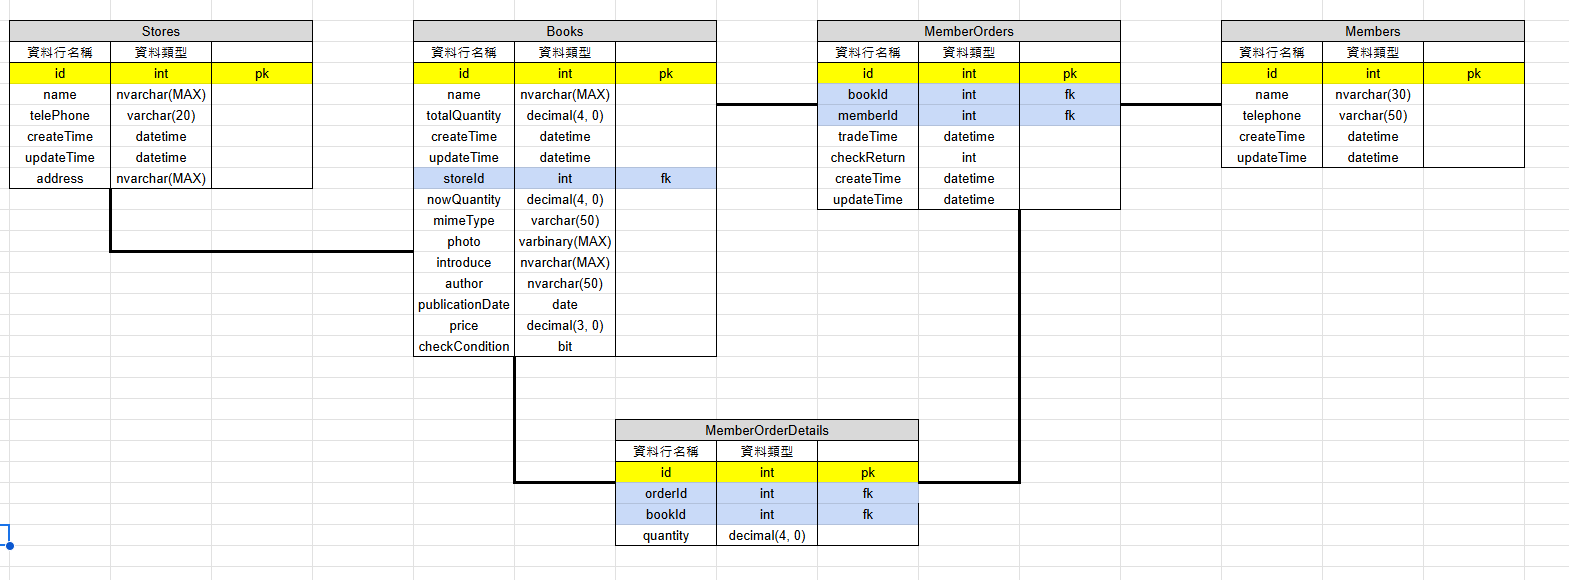 Stores
資料行名稱 資料類型
id int pk
name nvarchar(MAX)
telePhone varchar(20)
createTime datetime
updateTime datetime
address nvarchar(MAX)
Books
資料行名稱 資料類型
id int pk
name nvarchar(MAX)
totalQuantity decimal(4, 0)
createTime datetime
updateTime datetime
storeId int fk
nowQuantity decimal(4, 0)
mimeType varchar(50)
photo varbinary(MAX)
introduce nvarchar(MAX)
author nvarchar(50)
publicationDate date
price decimal(3, 0)
checkCondition bit
MemberOrders
資料行名稱 資料類型
id int pk
bookId int fk
memberId int fk
tradeTime datetime
checkReturn int
createTime datetime
updateTime datetime
Members
資料行名稱 資料類型
id int pk
name nvarchar(30)
telephone varchar(50)
createTime datetime
updateTime datetime
MemberOrderDetails
資料行名稱 資料類型
id int pk
orderId int fk
bookId int fk
quantity decimal(4, 0)